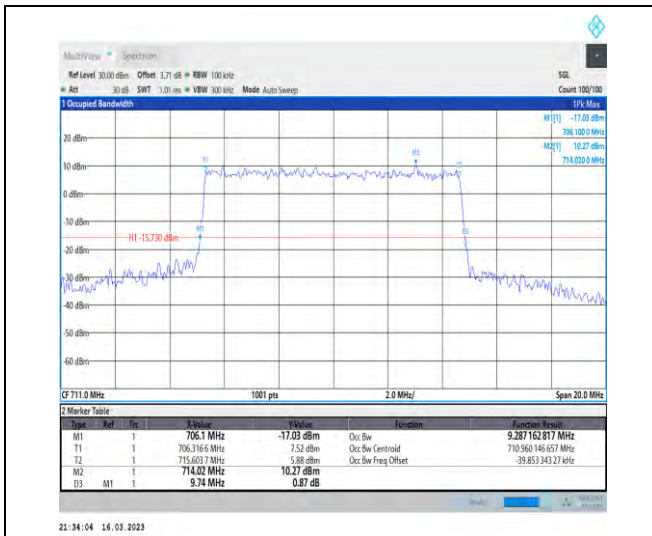 MultiView Spectrum
Ref Level 30.00 dBm Offset 3.71 dB RBW 100 kHz SGL
Att 30 dB SWT 1.01 ms VBW 300 kHz Mode Auto Sweep Count 100/100
1 Occupied Bandwidth 1Pk Max
M1[1] -17.03 dBm
706.100 0 MHz
M2[1] 10.27 dBm
714.020 0 MHz
20 dBm
10 dBm
0 dBm
-10 dBm
H1 -15.730 dBm
-20 dBm
-30 dBm
-40 dBm
-50 dBm
-60 dBm
T1
M2
T2
M1
D3
CF 711.0 MHz 1001 pts 2.0 MHz/ Span 20.0 MHz
2 Marker Table
Type Ref Trc X-Value Y-Value Function Function Result
M1 1 706.1 MHz -17.03 dBm Occ Bw 9.287 162 817 MHz
T1 1 706.316 6 MHz 7.52 dBm Occ Bw Centroid 710.960 146 657 MHz
T2 1 715.603 7 MHz 5.88 dBm Occ Bw Freq Offset -39.853 343 27 kHz
M2 1 714.02 MHz 10.27 dBm
D3 M1 1 9.74 MHz 0.87 dB
21:34:04 16.03.2023